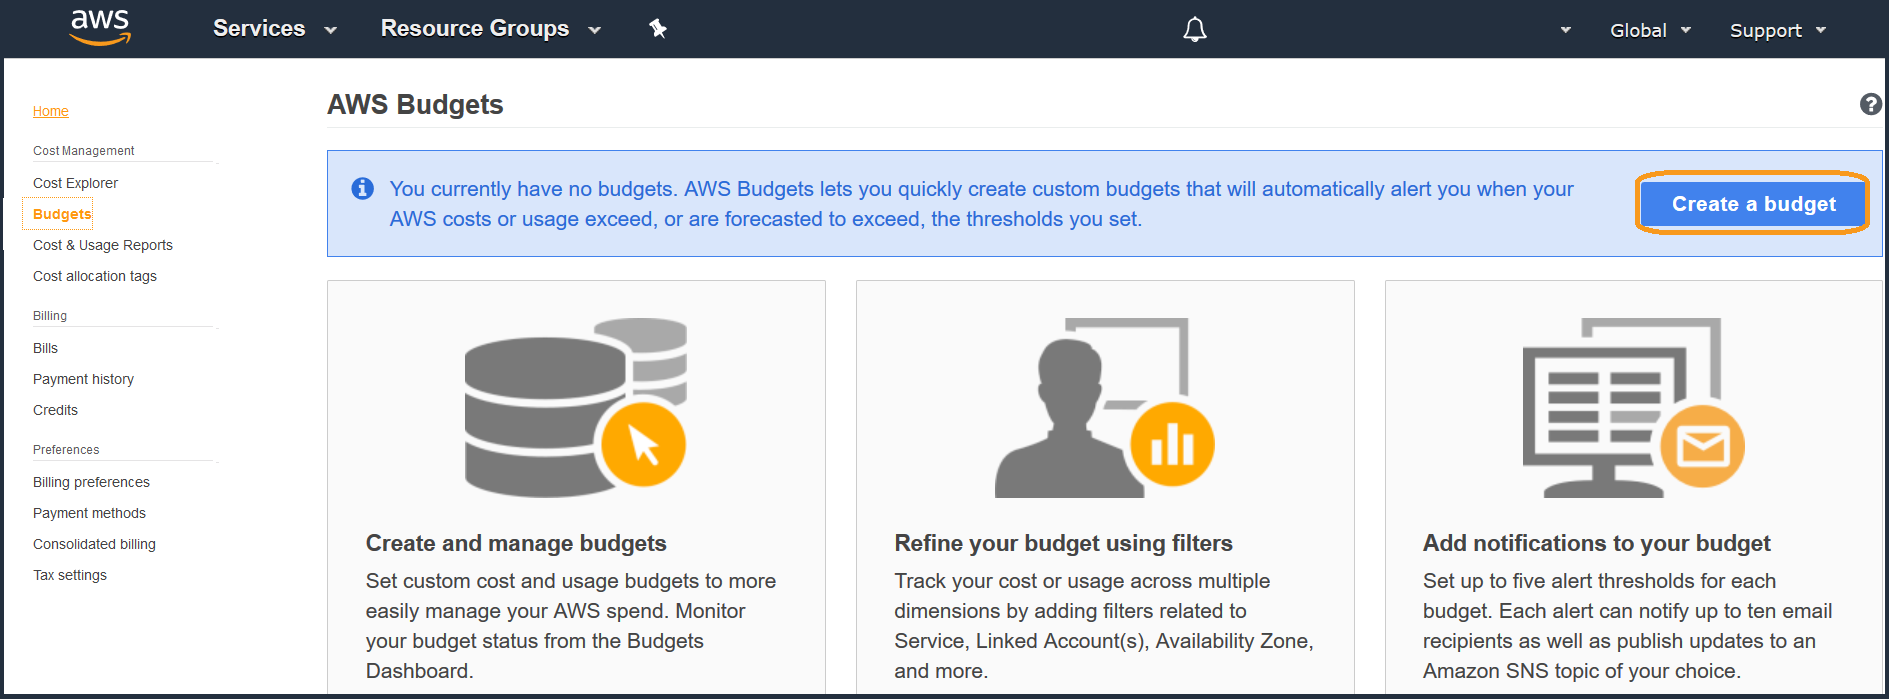 aws
Services
Resource Groups
Global
Support
Home
Cost Management
Cost Explorer
Budgets
Cost & Usage Reports
Cost allocation tags
Billing
Bills
Payment history
Credits
Preferences
Billing preferences
Payment methods
Consolidated billing
Tax settings
AWS Budgets
?
i
You currently have no budgets. AWS Budgets lets you quickly create custom budgets that will automatically alert you when your
AWS costs or usage exceed, or are forecasted to exceed, the thresholds you set.
Create a budget
Create and manage budgets
Set custom cost and usage budgets to more
easily manage your AWS spend. Monitor
your budget status from the Budgets
Dashboard.
Refine your budget using filters
Track your cost or usage across multiple
dimensions by adding filters related to
Service, Linked Account(s), Availability Zone,
and more.
Add notifications to your budget
Set up to five alert thresholds for each
budget. Each alert can notify up to ten email
recipients as well as publish updates to an
Amazon SNS topic of your choice.